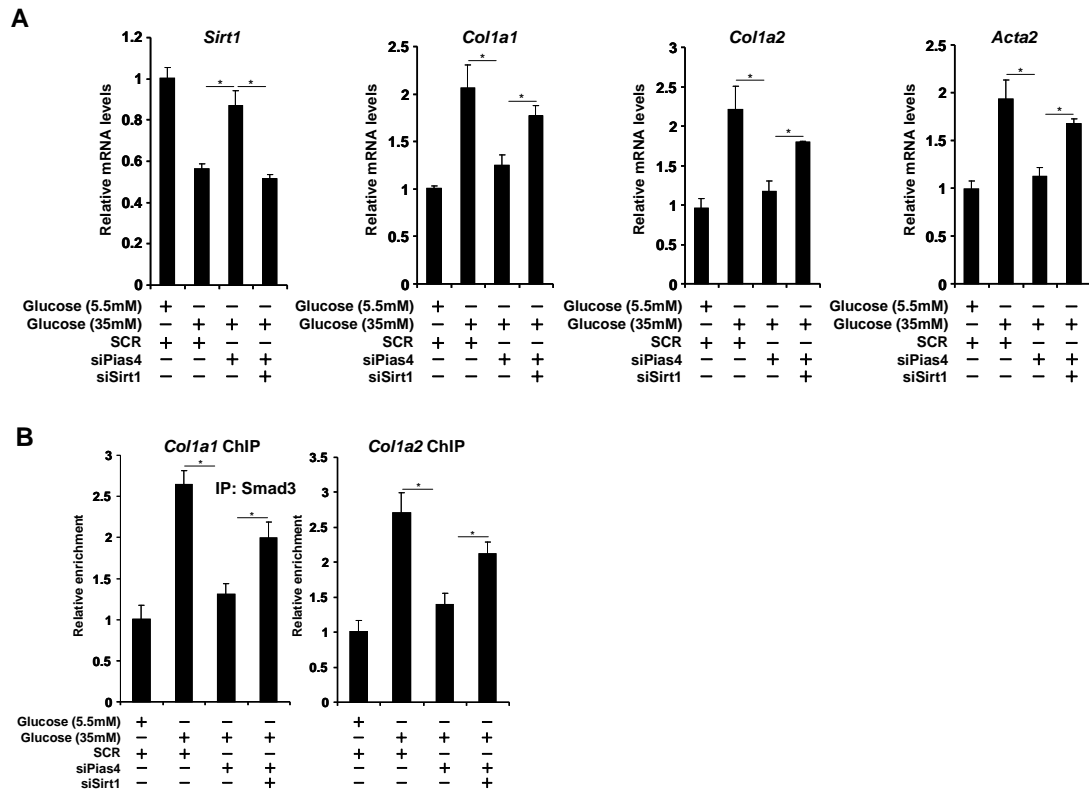 A
Sirt1
Relative mRNA levels
1.2
1
0.8
0.6
0.4
0.2
0
* *
Glucose (5.5mM) + − − −
Glucose (35mM) − + + +
SCR + + − −
siPias4 − − + +
siSirt1 − − − +
Col1a1
Relative mRNA levels
2.5
2
1.5
1
0.5
0
*
*
Glucose (5.5mM) + − − −
Glucose (35mM) − + + +
SCR + + − −
siPias4 − − + +
siSirt1 − − − +
Col1a2
Relative mRNA levels
3
2.5
2
1.5
1
0.5
0
*
*
Glucose (5.5mM) + − − −
Glucose (35mM) − + + +
SCR + + − −
siPias4 − − + +
siSirt1 − − − +
Acta2
Relative mRNA levels
2.5
2
1.5
1
0.5
0
*
*
Glucose (5.5mM) + − − −
Glucose (35mM) − + + +
SCR + + − −
siPias4 − − + +
siSirt1 − − − +
B
Col1a1 ChIP
IP: Smad3
Relative enrichment
3
2.5
2
1.5
1
0.5
0
*
*
Glucose (5.5mM) + − − −
Glucose (35mM) − + + +
SCR + + − −
siPias4 − − + +
siSirt1 − − − +
Col1a2 ChIP
Relative enrichment
3.5
3
2.5
2
1.5
1
0.5
0
*
*
+ − − −
− + + +
+ + − −
− − + +
− − − +